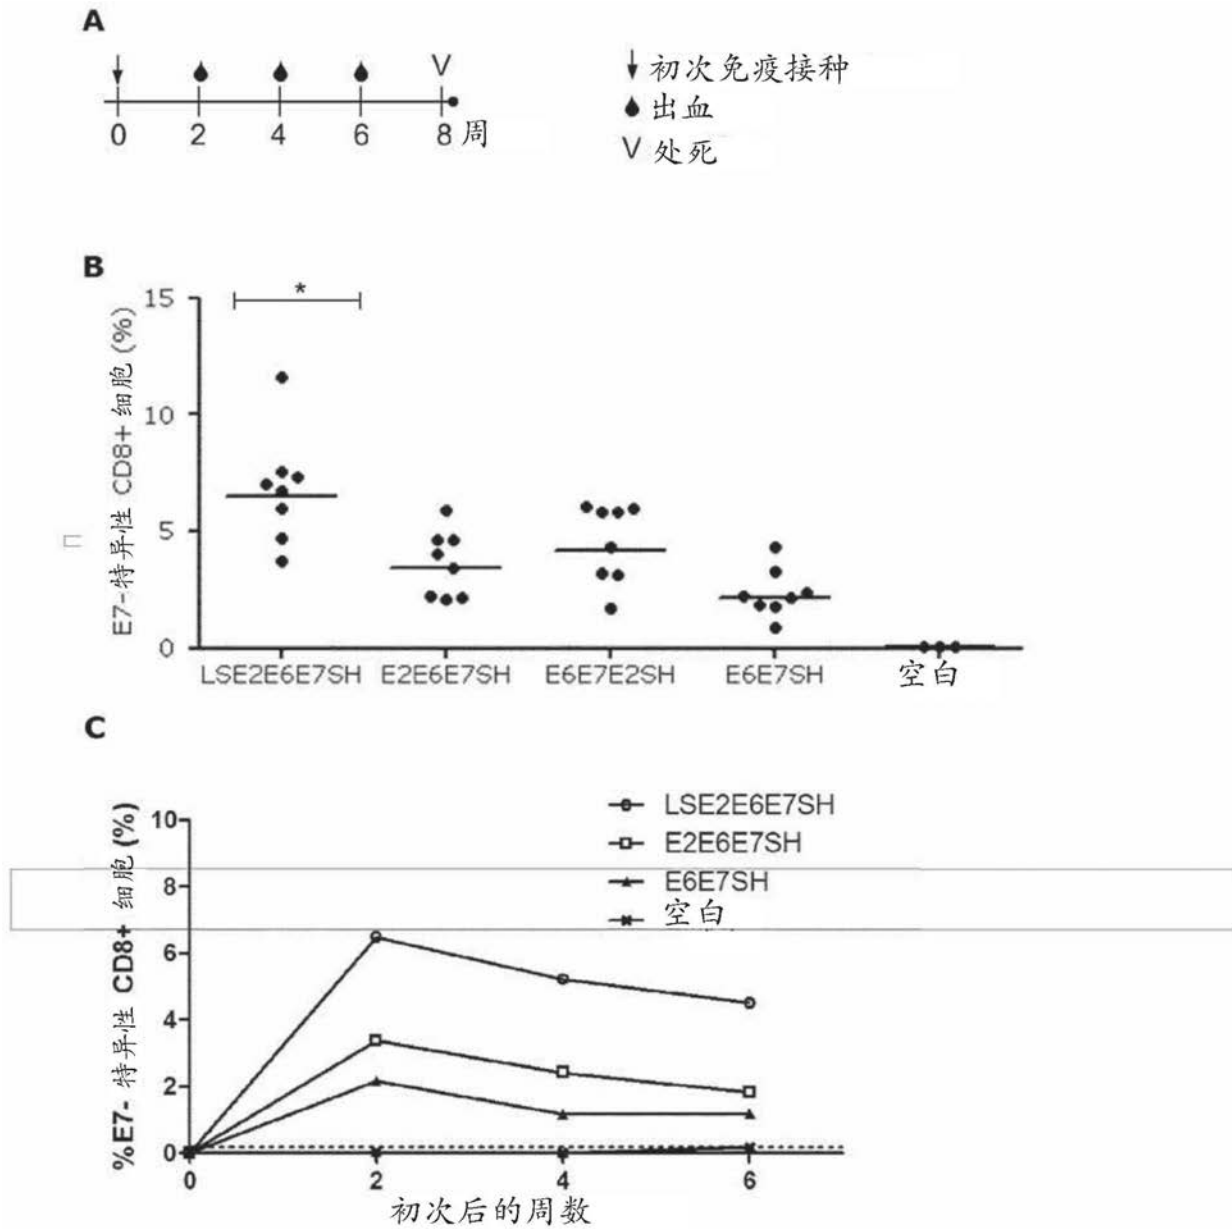 A
0 2 4 6 8 周
初次免疫接种
出血
V 处死
B
E7-特异性 CD8+ 细胞 (%)
15
*
10
5
0
LSE2E6E7SH E2E6E7SH E6E7E2SH E6E7SH 空白
C
%E7- 特异性 CD8+ 细胞 (%)
10
8
6
4
2
0
LSE2E6E7SH
E2E6E7SH
E6E7SH
空白
0 2 4 6
初次后的周数